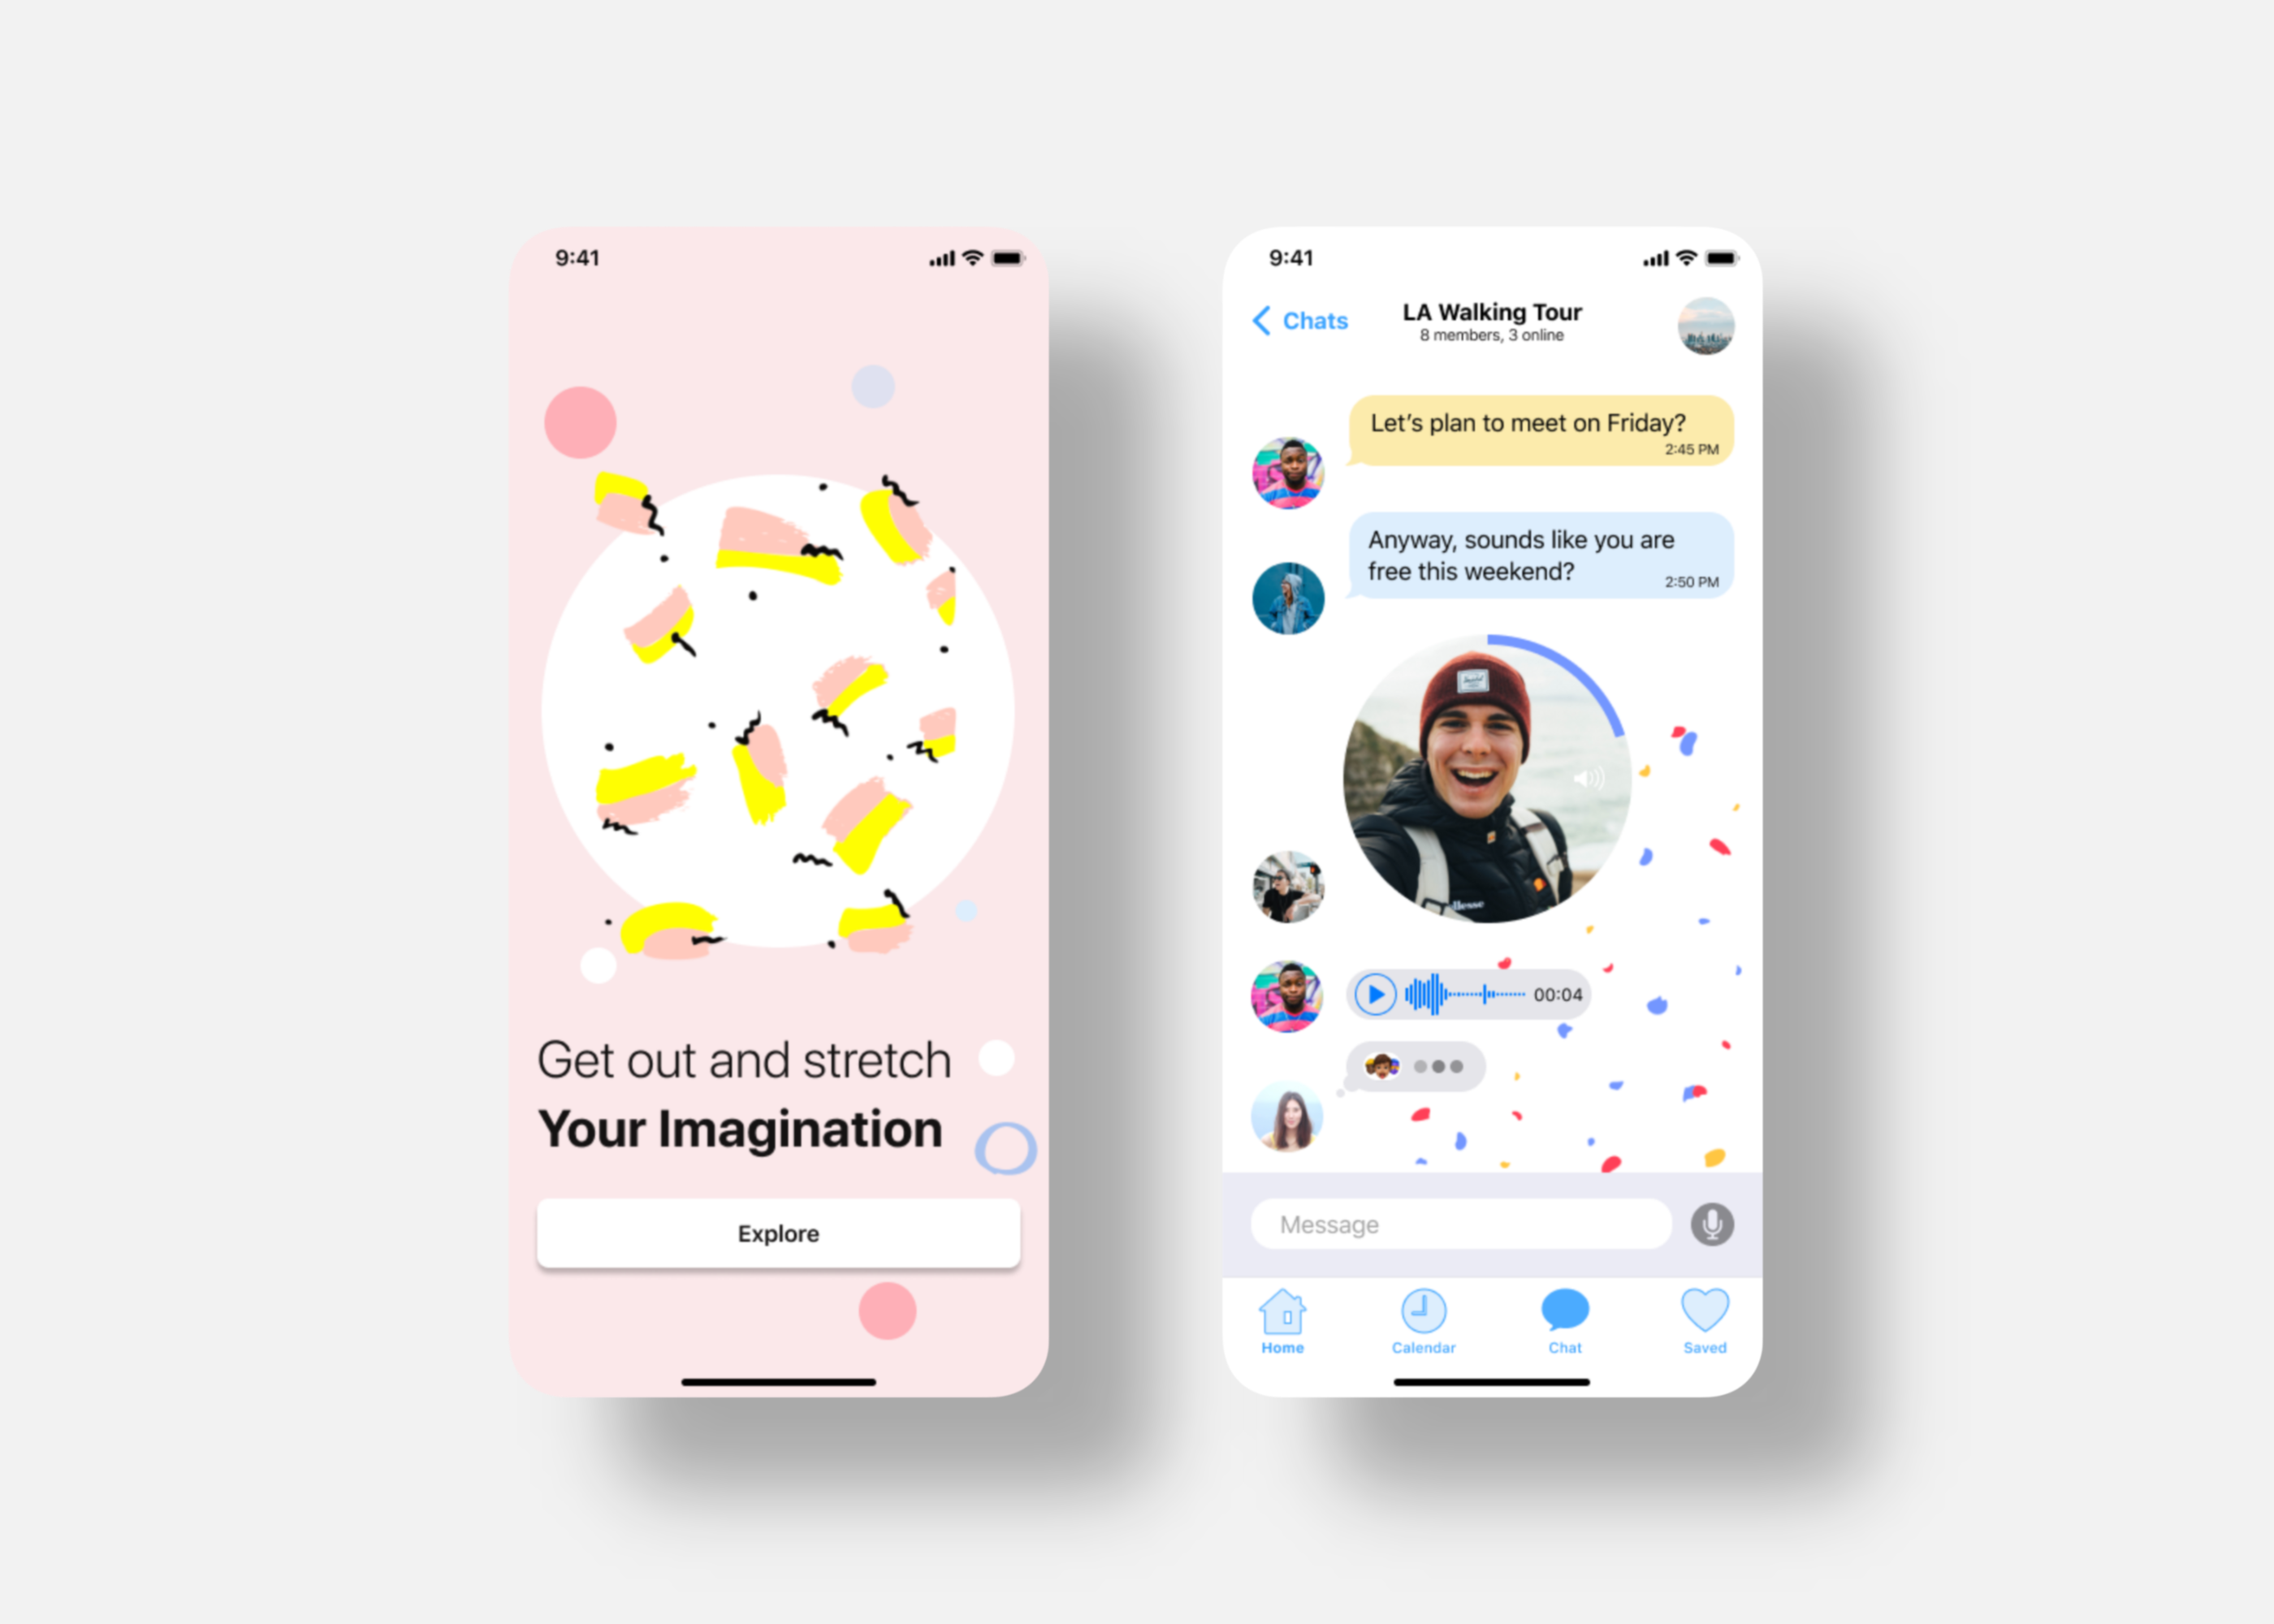 9:41
Get out and stretch
Your Imagination
Explore
9:41
Chats
LA Walking Tour
8 members, 3 online
Let's plan to meet on Friday?
2:45 PM
Anyway, sounds like you are
free this weekend?
2:50 PM
00:04
Message
Home
Calendar
Chat
Saved